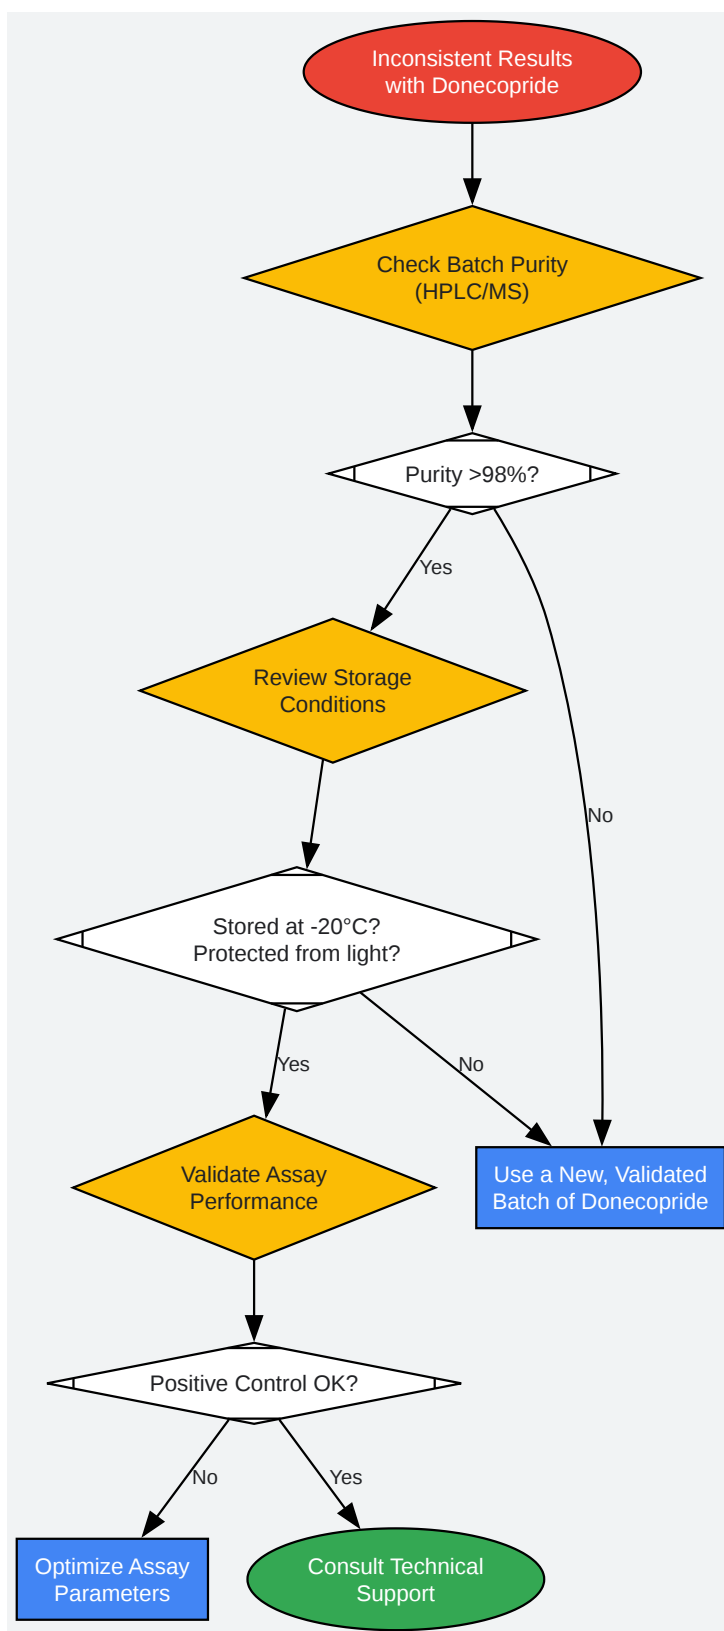 Inconsistent Results
with Donecopride
Check Batch Purity
(HPLC/MS)
Purity >98%?
Yes
Review Storage
Conditions
No
Stored at -20°C?
Protected from light?
Yes
No
Validate Assay
Performance
Use a New, Validated
Batch of Donecopride
Positive Control OK?
No
Yes
Optimize Assay
Parameters
Consult Technical
Support